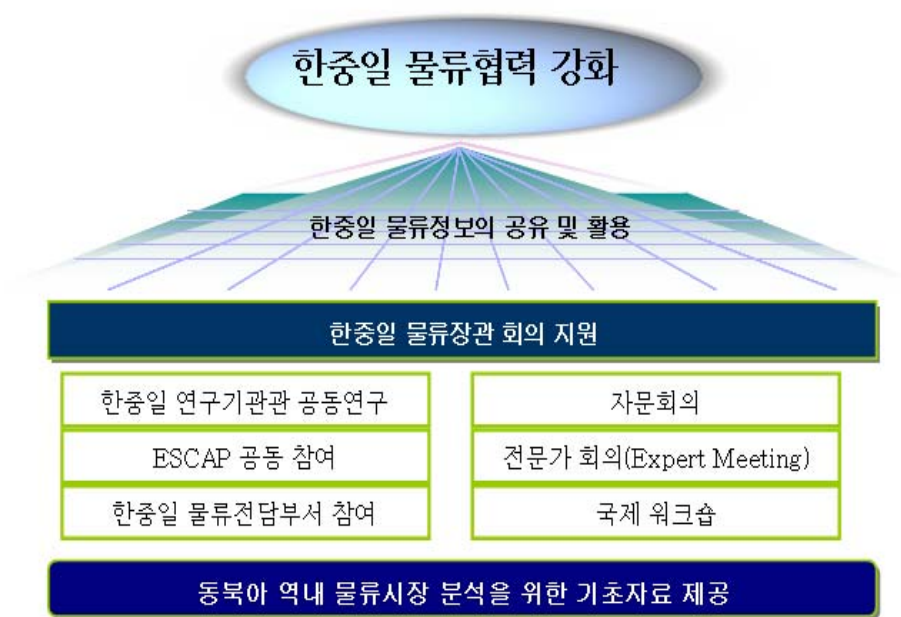 한중일 물류협력 강화
한중일 물류정보의 공유 및 활용
한중일 물류장관 회의 지원
한중일 연구기관관 공동연구
자문회의
ESCAP 공동 참여
전문가 회의(Expert Meeting)
한중일 물류전담부서 참여
국제 워크숍
동북아 역내 물류시장 분석을 위한 기초자료 제공